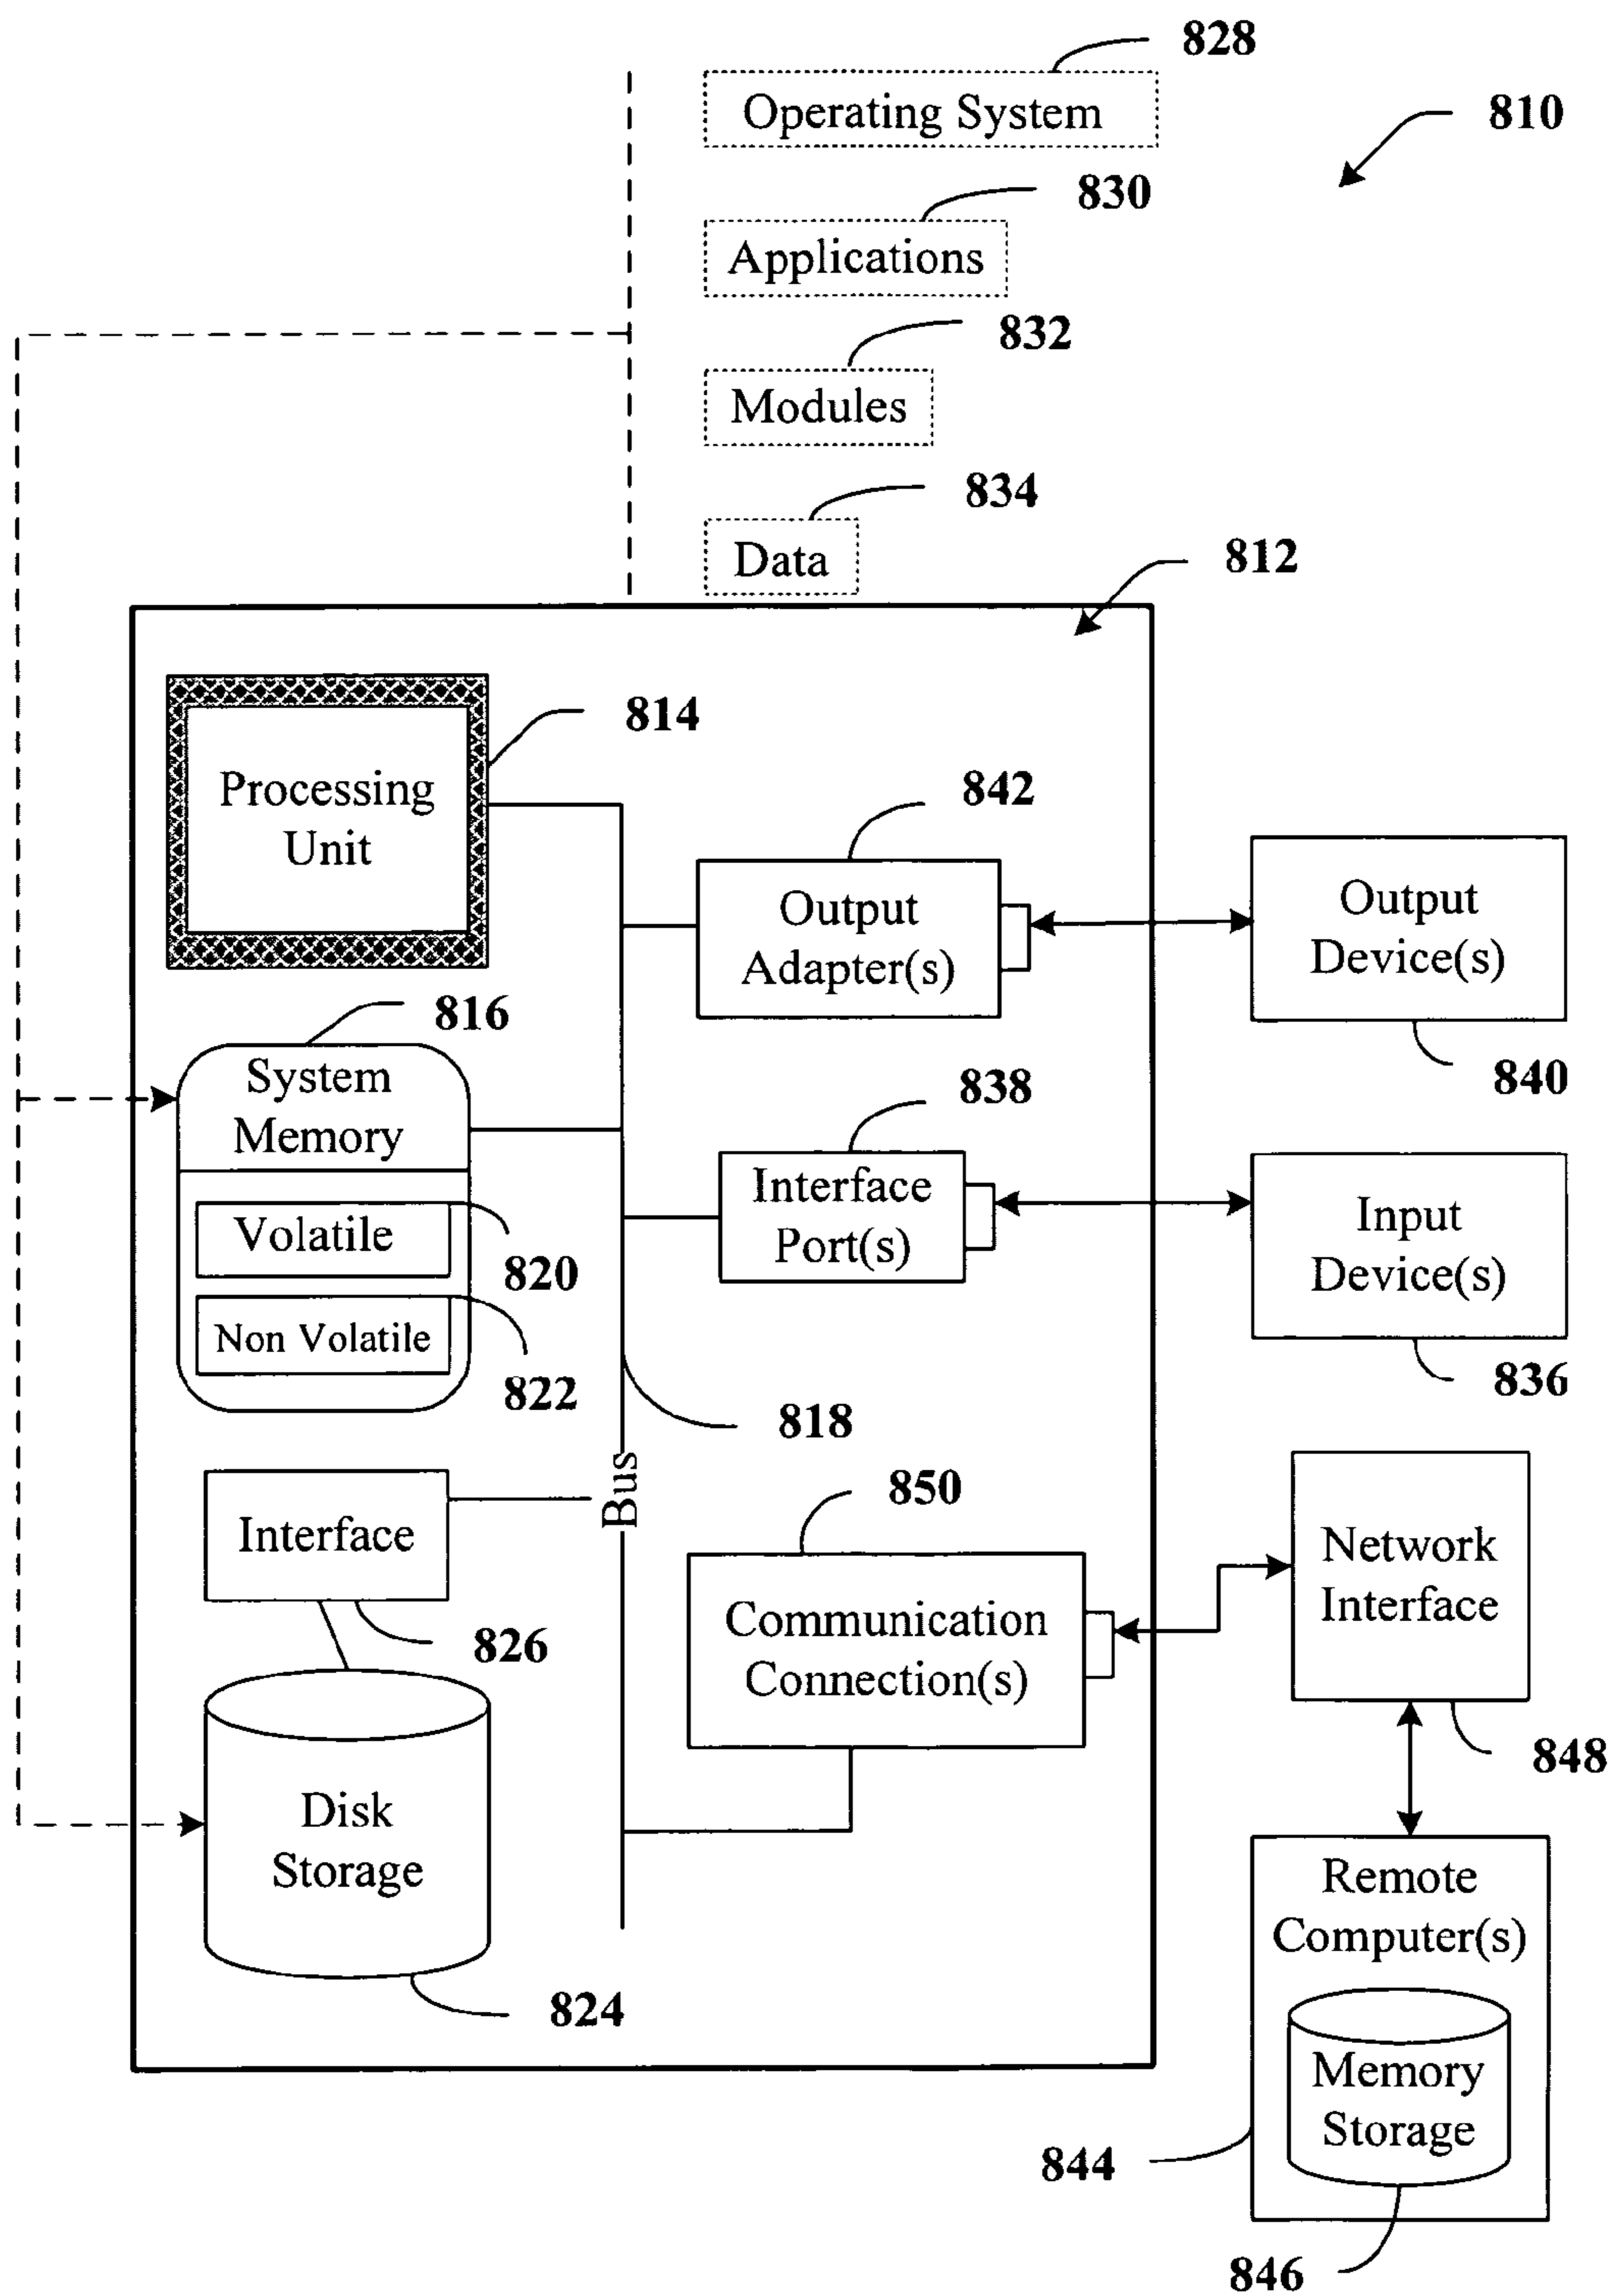 828
Operating System
810
830
Applications
832
Modules
834
Data
812
814
Processing
Unit
842
Output
Adapter(s)
Output
Device(s)
840
816
System
Memory
838
Interface
Port(s)
Input
Device(s)
836
Volatile
820
Non Volatile
822
818
Bus
Interface
826
850
Communication
Connection(s)
Network
Interface
848
Disk
Storage
824
Remote
Computer(s)
Memory
Storage
844
846